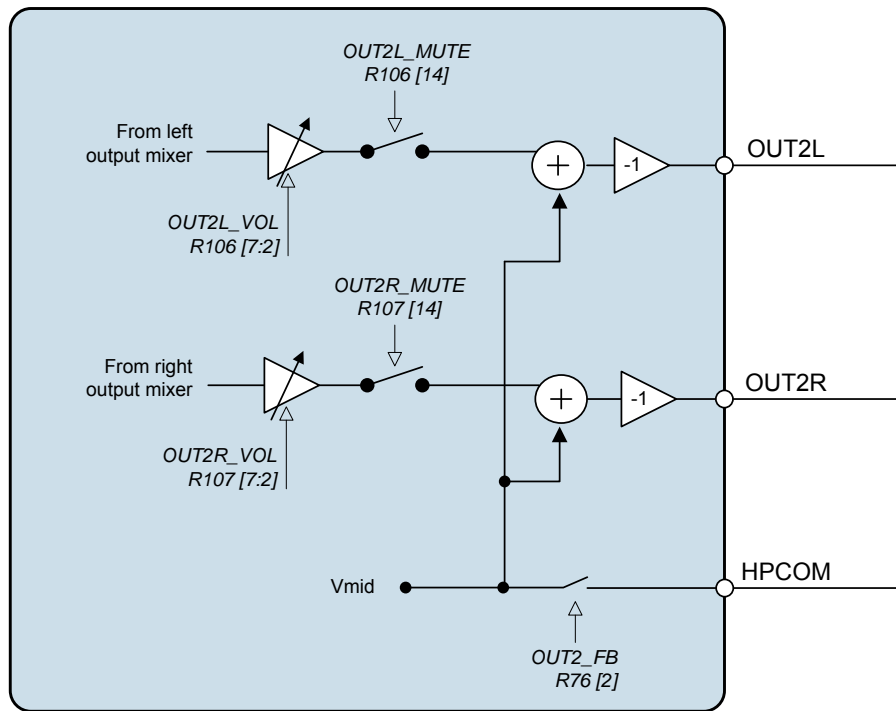 OUT2L_MUTE
R106 [14]
From left
output mixer
+
-1
OUT2L
OUT2L_VOL
R106 [7:2]
OUT2R_MUTE
R107 [14]
From right
output mixer
+
-1
OUT2R
OUT2R_VOL
R107 [7:2]
Vmid
HPCOM
OUT2_FB
R76 [2]